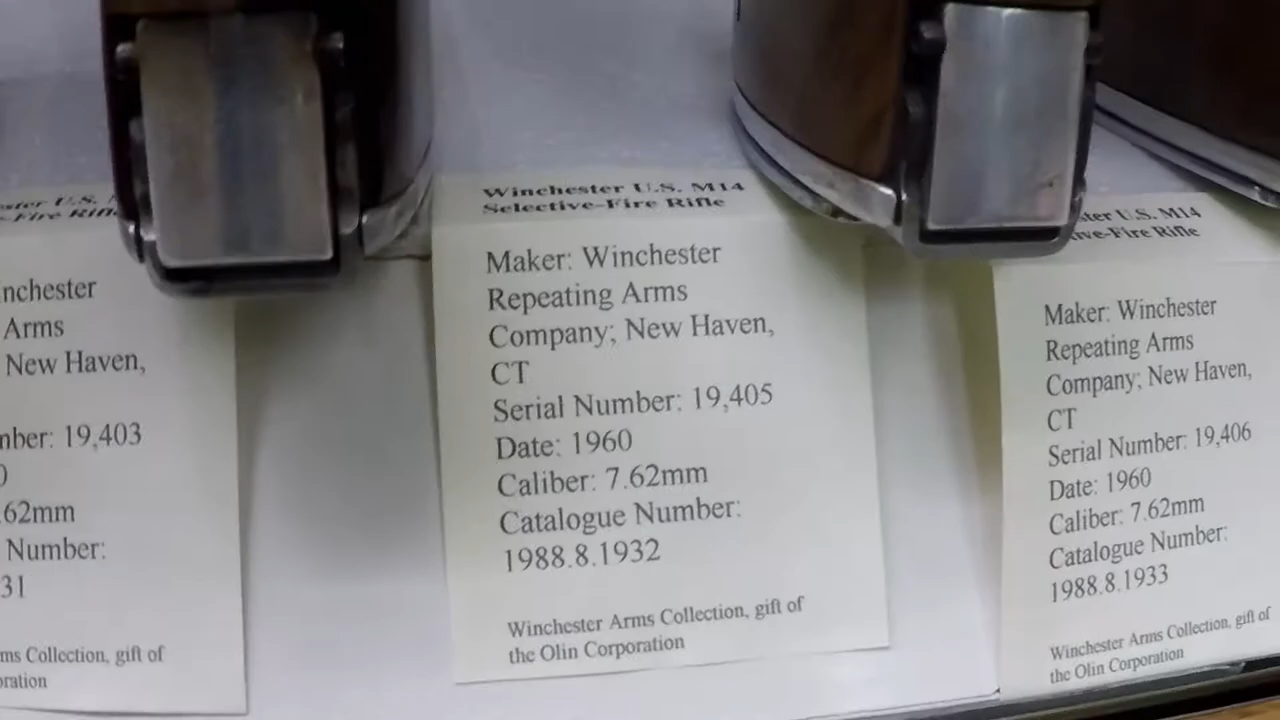 ster U.S.
-Fire Rifle
nchester
Arms
New Haven,
nber: 19,403
0
.62mm
Number:
31
ms Collection, gift of
oration
Winchester U.S. M14
Selective-Fire Rifle
Maker: Winchester
Repeating Arms
Company; New Haven,
CT
Serial Number: 19,405
Date: 1960
Caliber: 7.62mm
Catalogue Number:
1988.8.1932
Winchester Arms Collection, gift of
the Olin Corporation
ster U.S. M14
ive-Fire Rifle
Maker: Winchester
Repeating Arms
Company; New Haven,
CT
Serial Number: 19,406
Date: 1960
Caliber: 7.62mm
Catalogue Number:
1988.8.1933
Winchester Arms Collection, gift of
the Olin Corporation